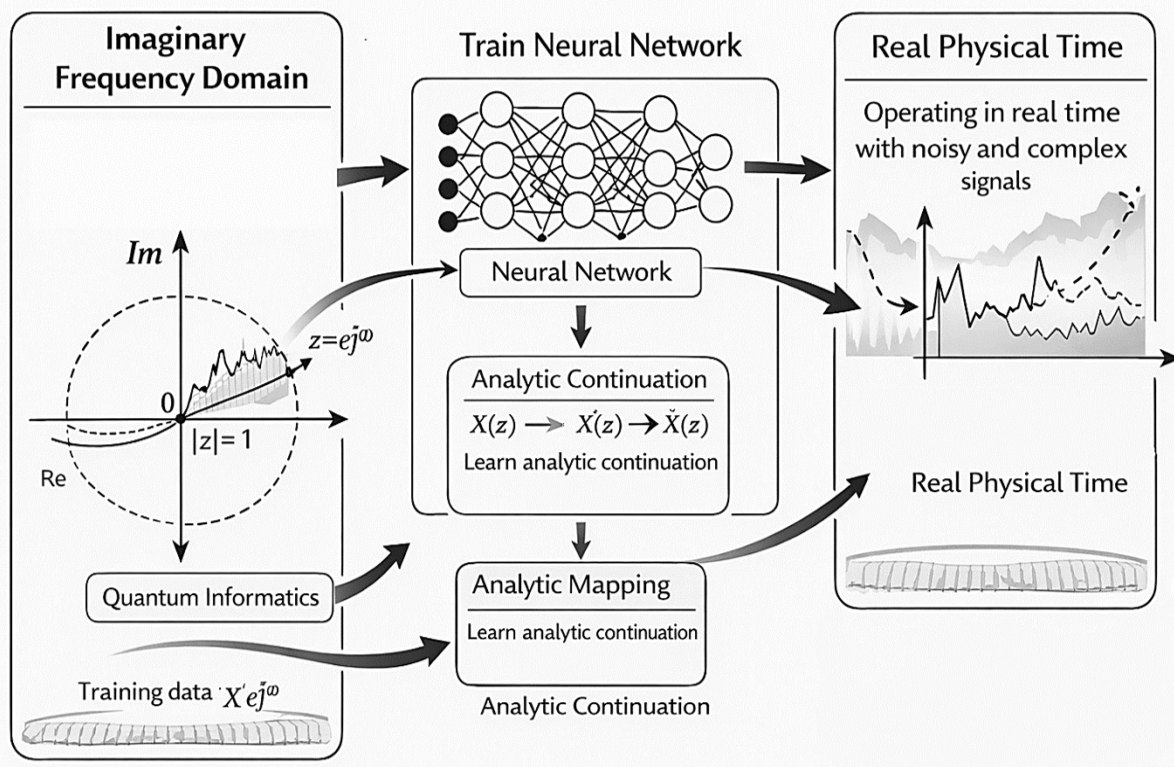 Imaginary
Frequency Domain
Im
z=ej^ω
0
|z|=1
Re
Quantum Informatics
Training data X'ej^ω
Train Neural Network
Neural Network
Analytic Continuation
X(z) → X́(z) → X̌(z)
Learn analytic continuation
Analytic Mapping
Learn analytic continuation
Analytic Continuation
Real Physical Time
Operating in real time
with noisy and complex
signals
Real Physical Time